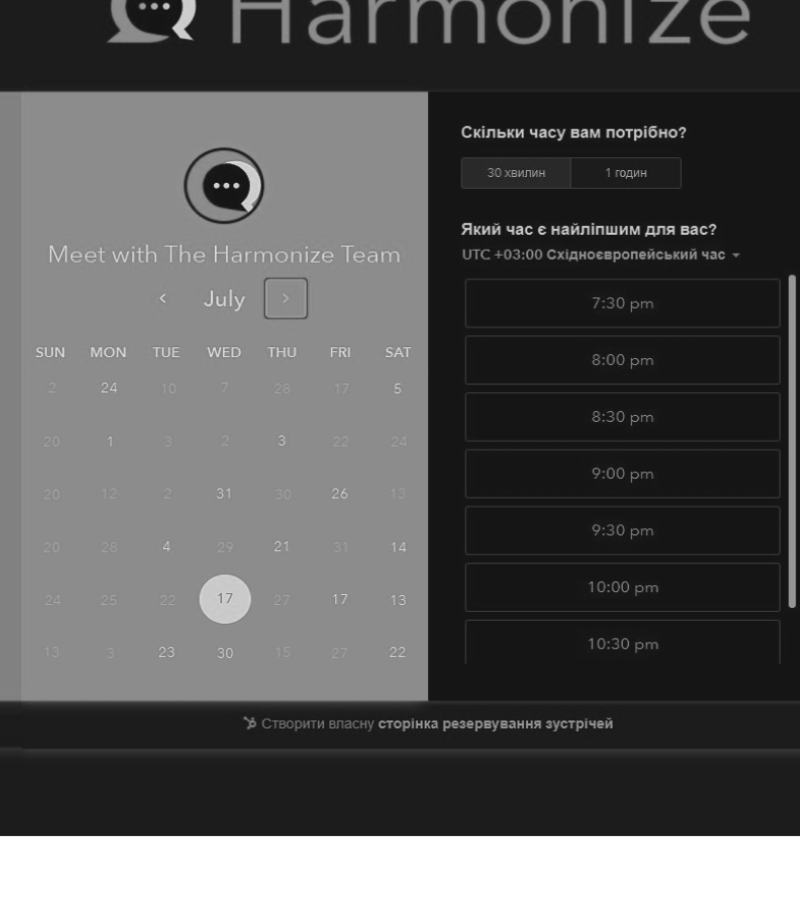 Harmonize
Meet with The Harmonize Team
July
SUN MON TUE WED THU FRI SAT
2 24 10 7 28 17 5
20 1 3 2 3 22 24
20 12 2 31 30 26 13
20 28 4 29 21 31 14
24 25 22 17 27 17 13
13 3 23 30 15 27 22
Скільки часу вам потрібно?
30 хвилин 1 годин
Який час є найліпшим для вас?
UTC +03:00 Східноєвропейський час
7:30 pm
8:00 pm
8:30 pm
9:00 pm
9:30 pm
10:00 pm
10:30 pm
Створити власну сторінка резервування зустрічей